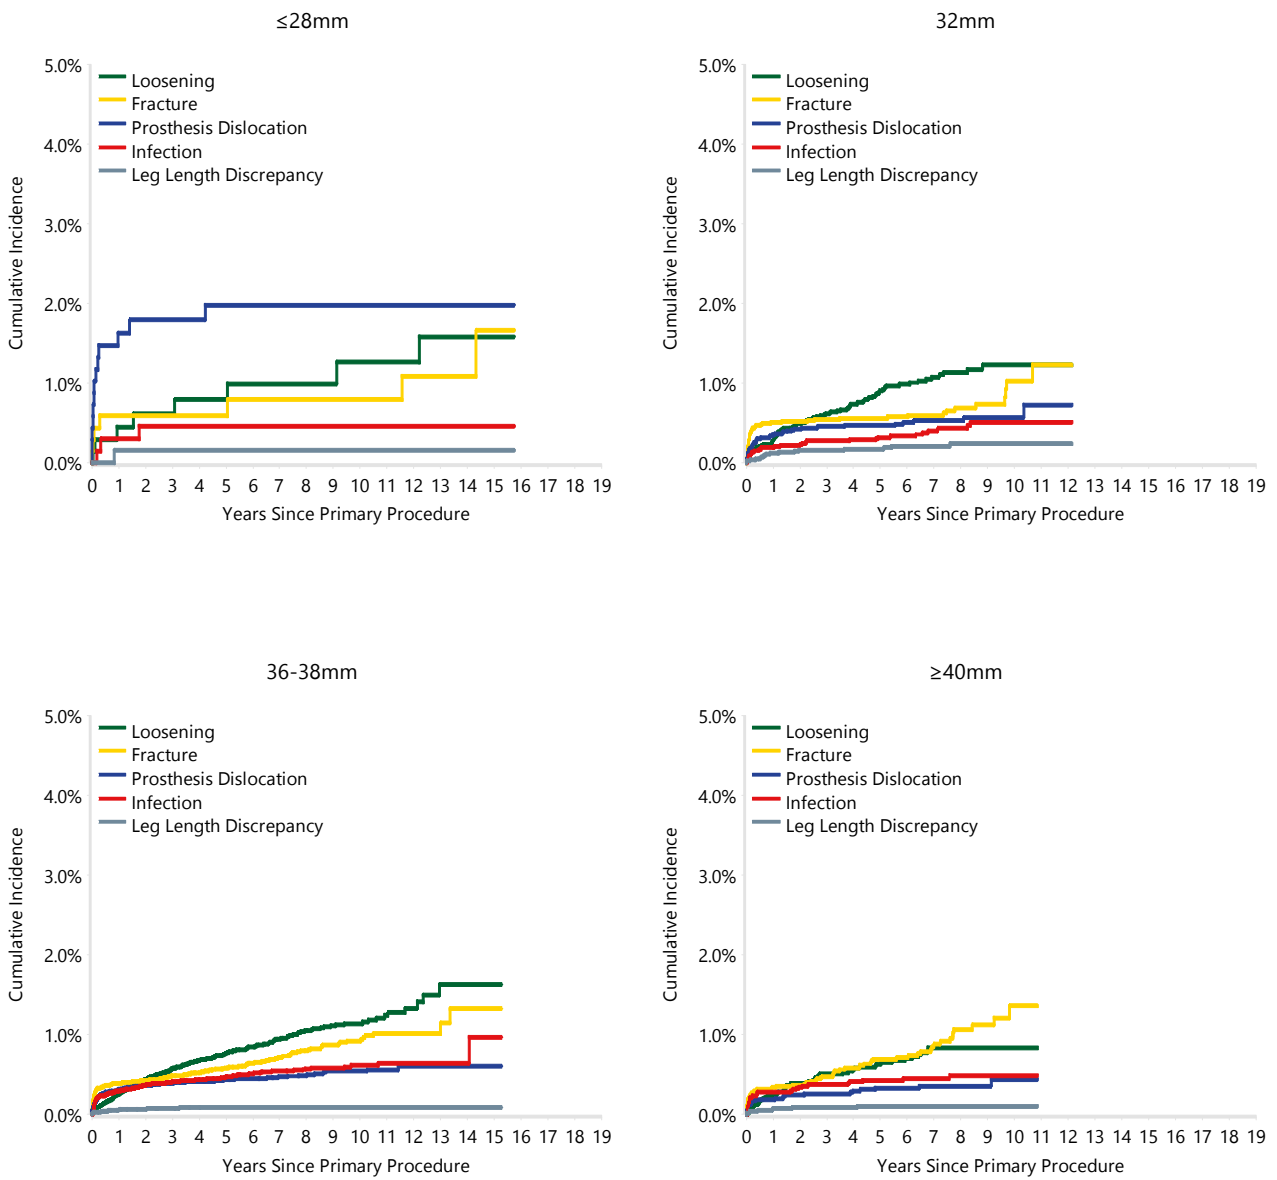 ≤28mm
5.0%
4.0%
3.0%
2.0%
1.0%
0.0%
Cumulative Incidence
Loosening
Fracture
Prosthesis Dislocation
Infection
Leg Length Discrepancy
0 1 2 3 4 5 6 7 8 9 10 11 12 13 14 15 16 17 18 19
Years Since Primary Procedure
32mm
5.0%
4.0%
3.0%
2.0%
1.0%
0.0%
Cumulative Incidence
Loosening
Fracture
Prosthesis Dislocation
Infection
Leg Length Discrepancy
0 1 2 3 4 5 6 7 8 9 10 11 12 13 14 15 16 17 18 19
Years Since Primary Procedure
36-38mm
5.0%
4.0%
3.0%
2.0%
1.0%
0.0%
Cumulative Incidence
Loosening
Fracture
Prosthesis Dislocation
Infection
Leg Length Discrepancy
0 1 2 3 4 5 6 7 8 9 10 11 12 13 14 15 16 17 18 19
Years Since Primary Procedure
≥40mm
5.0%
4.0%
3.0%
2.0%
1.0%
0.0%
Cumulative Incidence
Loosening
Fracture
Prosthesis Dislocation
Infection
Leg Length Discrepancy
0 1 2 3 4 5 6 7 8 9 10 11 12 13 14 15 16 17 18 19
Years Since Primary Procedure